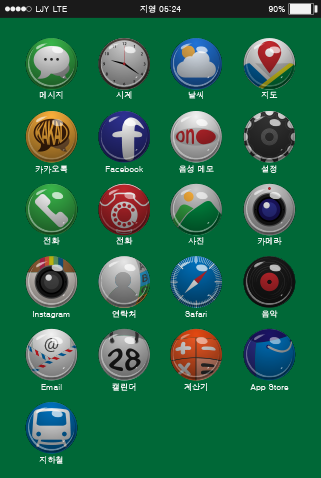 LJY LTE 지영 05:24 90%
메시지 시계 날씨 지도
KAKAO
카카오톡 Facebook 음성 메모 설정
전화 전화 사진 카메라
Instagram 연락처 Safari 음악
@ 28
Email 캘린더 계산기 App Store
지하철